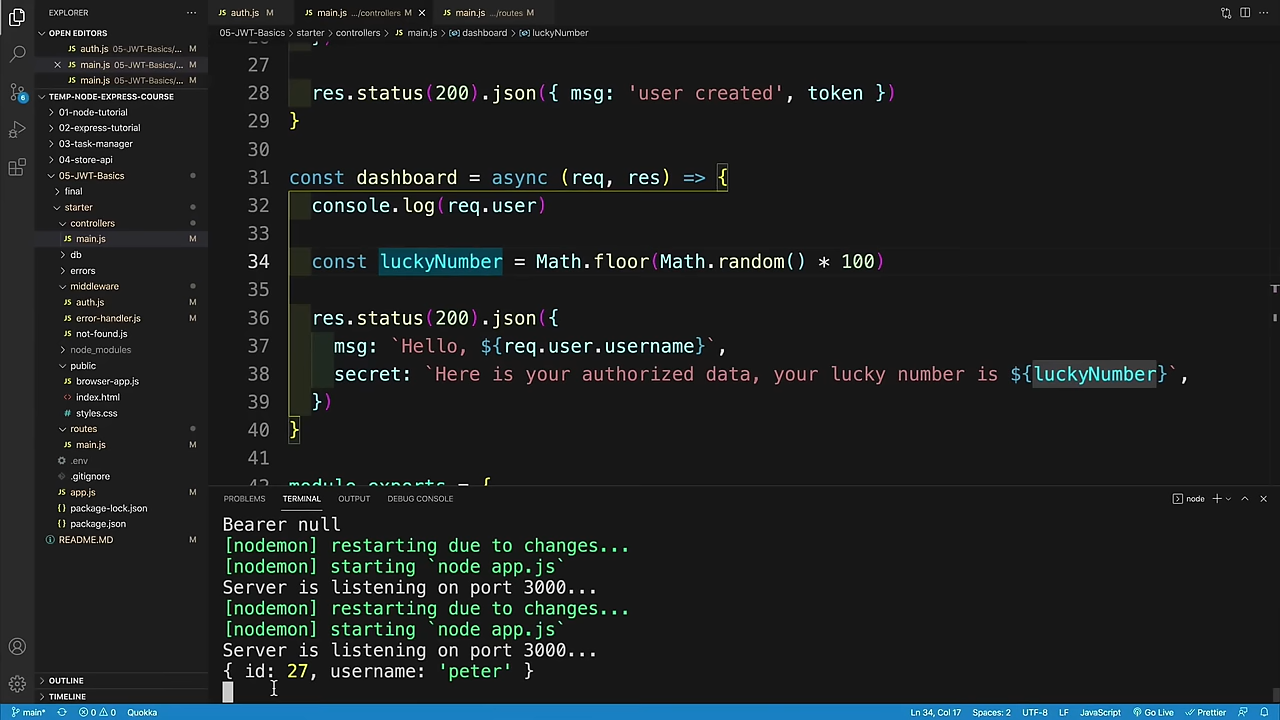 EXPLORER
OPEN EDITORS
auth.js 05-JWT-Basics/... M
main.js 05-JWT-Basics/... M
main.js 05-JWT-Basics/... M
TEMP-NODE-EXPRESS-COURSE
01-node-tutorial
02-express-tutorial
03-task-manager
04-store-api
05-JWT-Basics
final
starter
controllers
main.js M
db
errors
middleware
auth.js M
error-handler.js M
not-found.js
node_modules
public
browser-app.js
index.html
styles.css
routes
main.js M
.env
.gitignore
app.js M
package-lock.json
package.json
README.MD M
OUTLINE
TIMELINE
auth.js M main.js .../controllers M main.js .../routes M
05-JWT-Basics > starter > controllers > JS main.js > dashboard > luckyNumber
27
28 res.status(200).json({ msg: 'user created', token })
29 }
30
31 const dashboard = async (req, res) => {
32 console.log(req.user)
33
34 const luckyNumber = Math.floor(Math.random() * 100)
35
36 res.status(200).json({
37 msg: `Hello, ${req.user.username}`,
38 secret: `Here is your authorized data, your lucky number is ${luckyNumber}`,
39 })
40 }
41
42 module.exports = {
PROBLEMS TERMINAL OUTPUT DEBUG CONSOLE node
Bearer null
[nodemon] restarting due to changes...
[nodemon] starting `node app.js`
Server is listening on port 3000...
[nodemon] restarting due to changes...
[nodemon] starting `node app.js`
Server is listening on port 3000...
{ id: 27, username: 'peter' }
main* 0 0 Quokka Ln 34, Col 17 Spaces: 2 UTF-8 LF JavaScript Go Live Prettier